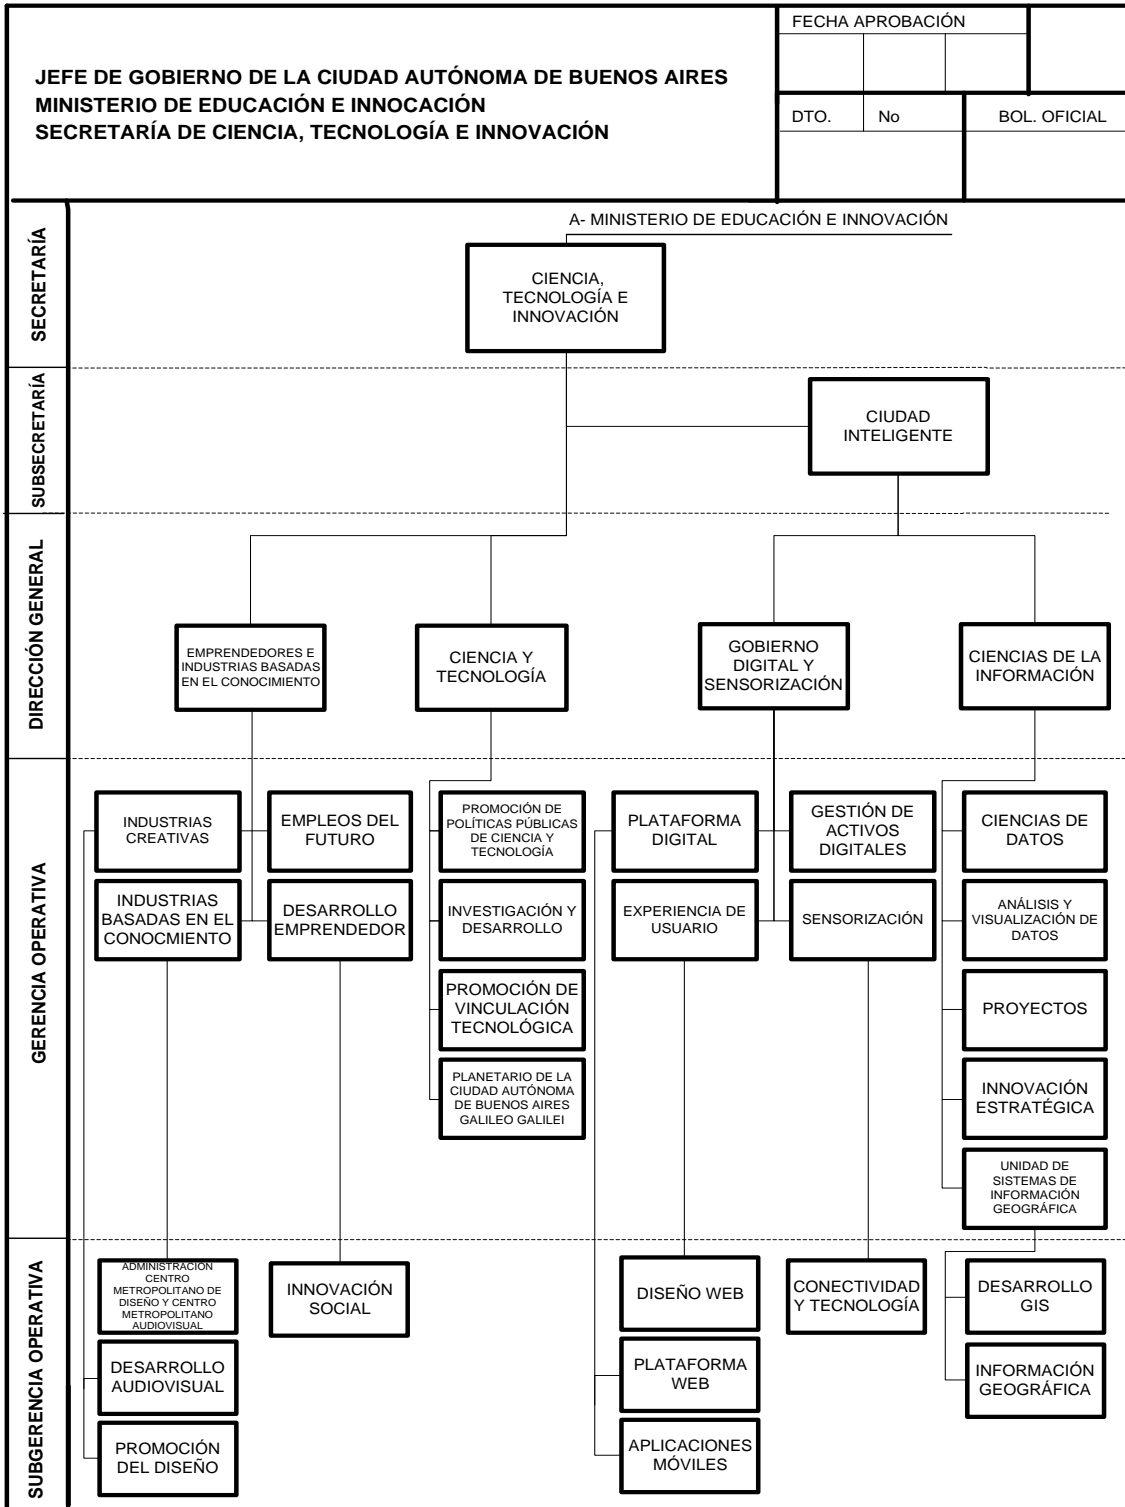 JEFE DE GOBIERNO DE LA CIUDAD AUTÓNOMA DE BUENOS AIRES
MINISTERIO DE EDUCACIÓN E INNOCACIÓN
SECRETARÍA DE CIENCIA, TECNOLOGÍA E INNOVACIÓN
FECHA APROBACIÓN
DTO.
No
BOL. OFICIAL
SECRETARÍA
A- MINISTERIO DE EDUCACIÓN E INNOVACIÓN
CIENCIA,
TECNOLOGÍA E
INNOVACIÓN
SUBSECRETARÍA
CIUDAD
INTELIGENTE
DIRECCIÓN GENERAL
EMPRENDEDORES E
INDUSTRIAS BASADAS
EN EL CONOCIMIENTO
CIENCIA Y
TECNOLOGÍA
GOBIERNO
DIGITAL Y
SENSORIZACIÓN
CIENCIAS DE LA
INFORMACIÓN
GERENCIA OPERATIVA
INDUSTRIAS
CREATIVAS
EMPLEOS DEL
FUTURO
PROMOCIÓN DE
POLÍTICAS PÚBLICAS
DE CIENCIA Y
TECNOLOGÍA
PLATAFORMA
DIGITAL
GESTIÓN DE
ACTIVOS
DIGITALES
CIENCIAS DE
DATOS
INDUSTRIAS
BASADAS EN EL
CONOCMIENTO
DESARROLLO
EMPRENDEDOR
INVESTIGACIÓN Y
DESARROLLO
EXPERIENCIA DE
USUARIO
SENSORIZACIÓN
ANÁLISIS Y
VISUALIZACIÓN DE
DATOS
PROMOCIÓN DE
VINCULACIÓN
TECNOLÓGICA
PROYECTOS
PLANETARIO DE LA
CIUDAD AUTÓNOMA
DE BUENOS AIRES
GALILEO GALILEI
INNOVACIÓN
ESTRATÉGICA
UNIDAD DE
SISTEMAS DE
INFORMACIÓN
GEOGRÁFICA
SUBGERENCIA OPERATIVA
ADMINISTRACIÓN
CENTRO
METROPOLITANO DE
DISEÑO Y CENTRO
METROPOLITANO
AUDIOVISUAL
INNOVACIÓN
SOCIAL
DISEÑO WEB
CONECTIVIDAD
Y TECNOLOGÍA
DESARROLLO
GIS
DESARROLLO
AUDIOVISUAL
PLATAFORMA
WEB
INFORMACIÓN
GEOGRÁFICA
PROMOCIÓN
DEL DISEÑO
APLICACIONES
MÓVILES